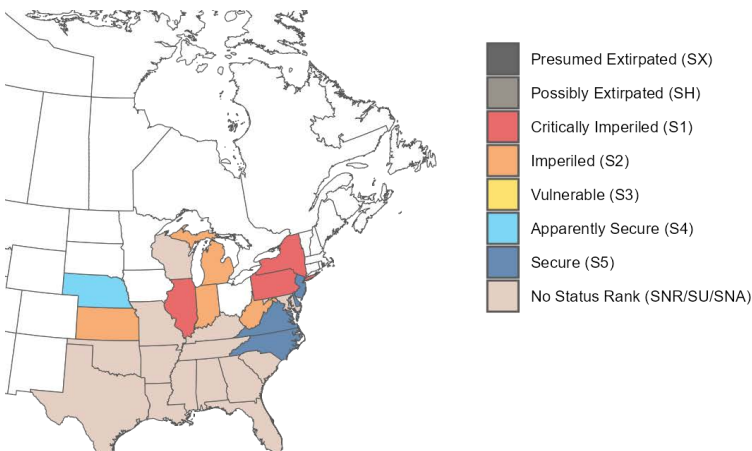 Presumed Extirpated (SX)
Possibly Extirpated (SH)
Critically Imperiled (S1)
Imperiled (S2)
Vulnerable (S3)
Apparently Secure (S4)
Secure (S5)
No Status Rank (SNR/SU/SNA)